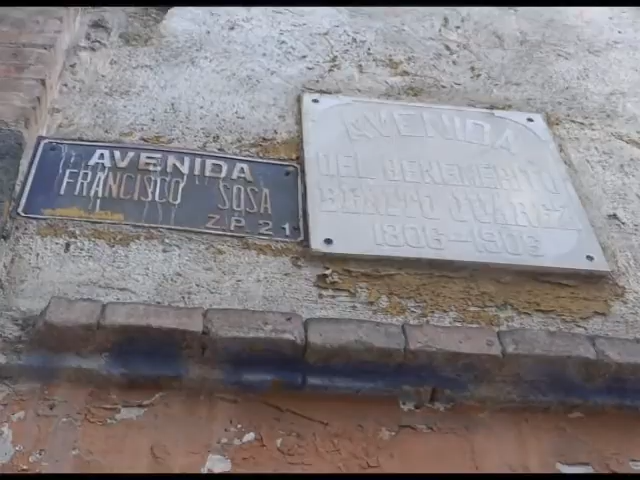 AVENIDA
FRANCISCO SOSA
Z.P. 21
AVENIDA
DEL BENEMERITO
BENITO JUAREZ
1806-1906